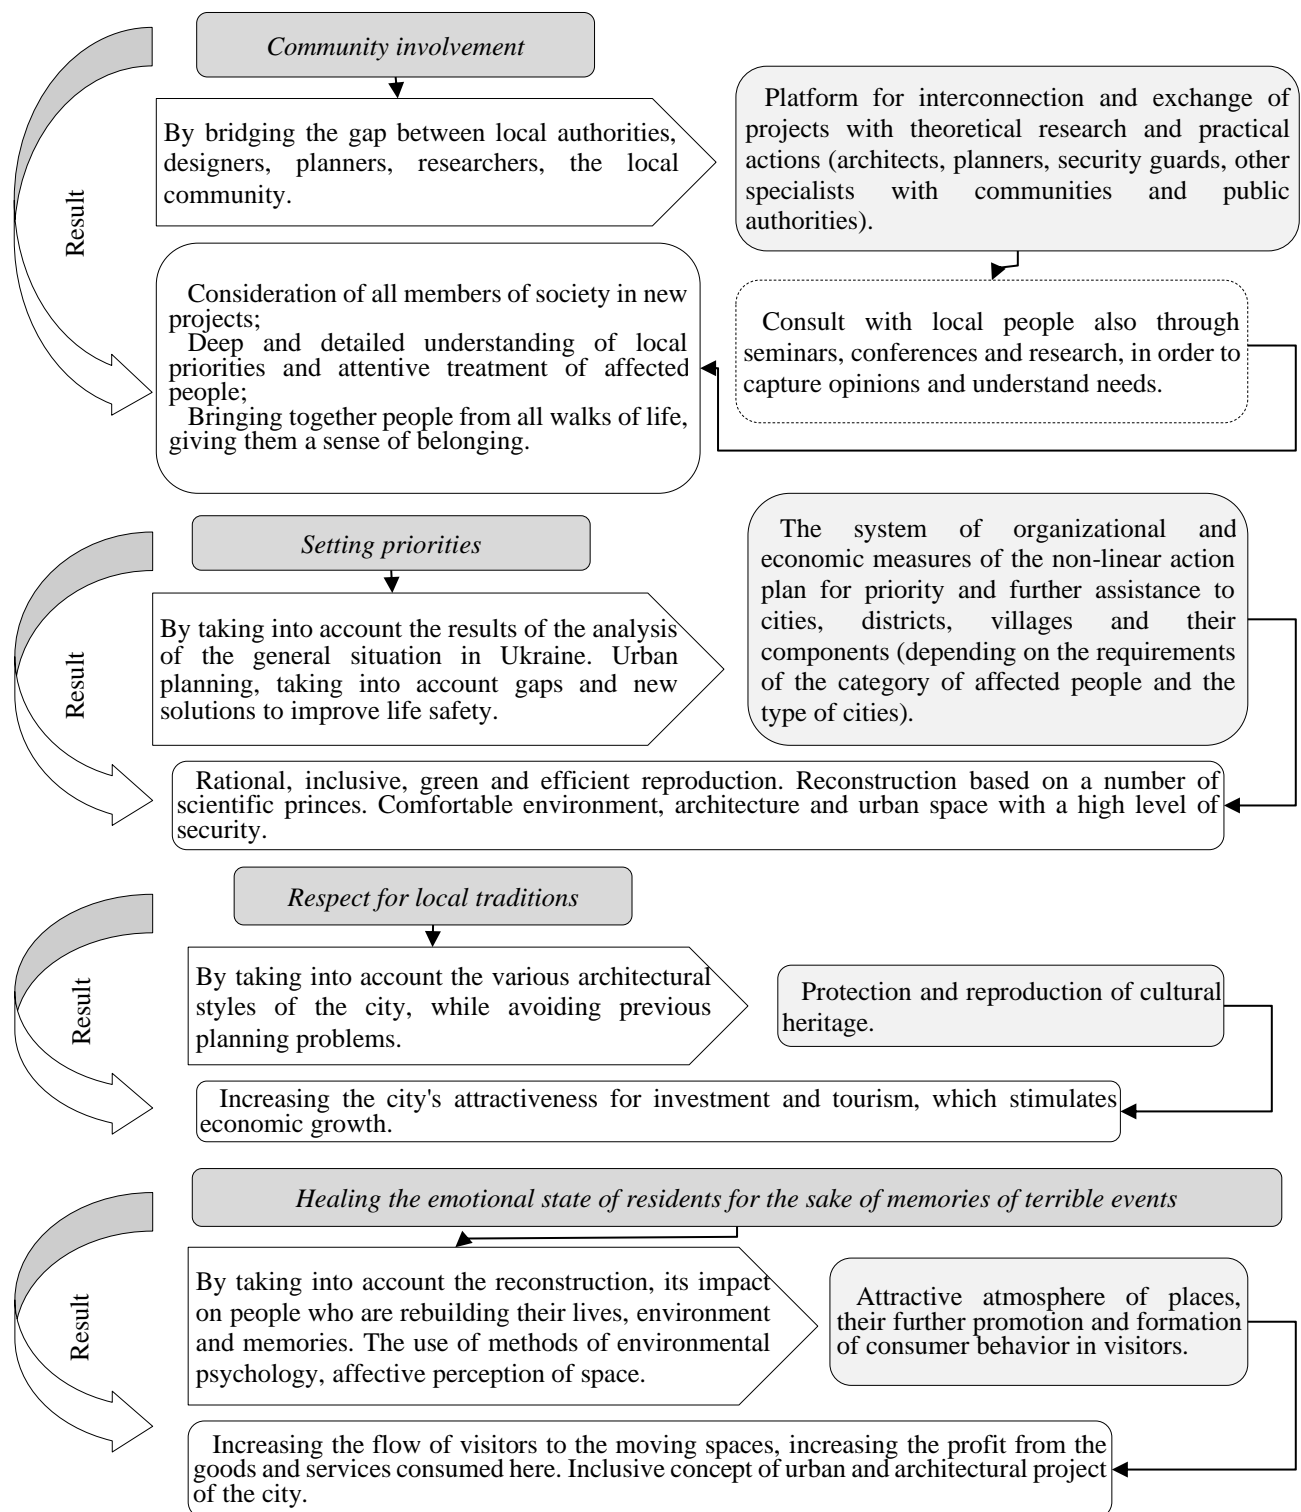 Community involvement
By bridging the gap between local authorities,
designers, planners, researchers, the local
community.
Platform for interconnection and exchange of
projects with theoretical research and practical
actions (architects, planners, security guards, other
specialists with communities and public
authorities).
Result
Consideration of all members of society in new
projects;
Deep and detailed understanding of local
priorities and attentive treatment of affected
people;
Bringing together people from all walks of life,
giving them a sense of belonging.
Consult with local people also through
seminars, conferences and research, in order to
capture opinions and understand needs.
Setting priorities
By taking into account the results of the analysis
of the general situation in Ukraine. Urban
planning, taking into account gaps and new
solutions to improve life safety.
The system of organizational and
economic measures of the non-linear action
plan for priority and further assistance to
cities, districts, villages and their
components (depending on the requirements
of the category of affected people and the
type of cities).
Result
Rational, inclusive, green and efficient reproduction. Reconstruction based on a number of
scientific princes. Comfortable environment, architecture and urban space with a high level of
security.
Respect for local traditions
By taking into account the various architectural
styles of the city, while avoiding previous
planning problems.
Protection and reproduction of cultural
heritage.
Result
Increasing the city's attractiveness for investment and tourism, which stimulates
economic growth.
Healing the emotional state of residents for the sake of memories of terrible events
By taking into account the reconstruction, its impact
on people who are rebuilding their lives, environment
and memories. The use of methods of environmental
psychology, affective perception of space.
Attractive atmosphere of places,
their further promotion and formation
of consumer behavior in visitors.
Result
Increasing the flow of visitors to the moving spaces, increasing the profit from the
goods and services consumed here. Inclusive concept of urban and architectural project
of the city.